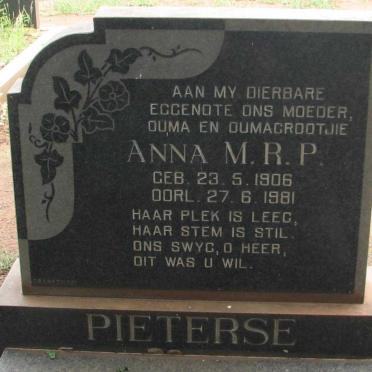 AAN MY DIERBARE
EGGENOTE ONS MOEDER,
OUMA EN OUMAGROOTJIE
ANNA M.R.P.
GEB. 23.5.1906
OORL. 27.6.1981
HAAR PLEK IS LEEG,
HAAR STEM IS STIL.
ONS SWYG, O HEER,
DIT WAS U WIL.
PIETERSE